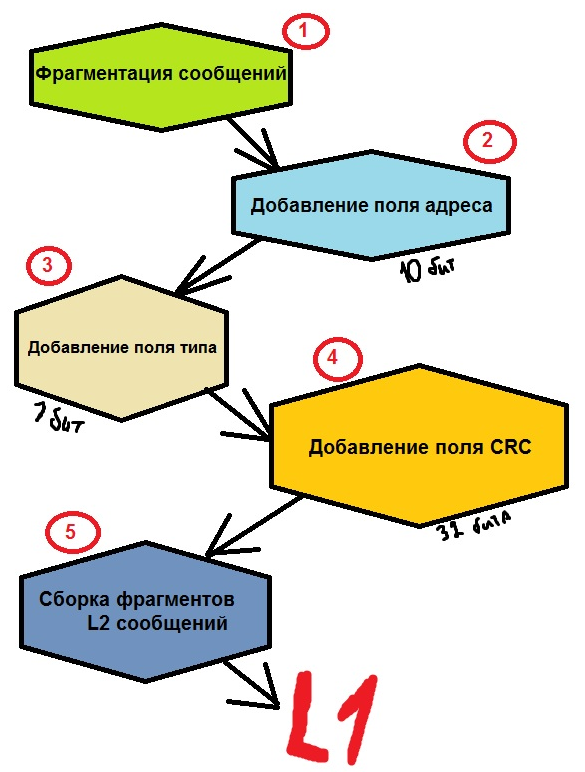 1
Фрагментация сообщений
2
Добавление поля адреса
10 бит
3
Добавление поля типа
7 бит
4
Добавление поля CRC
32 бита
5
Сборка фрагментов
L2 сообщений
L1